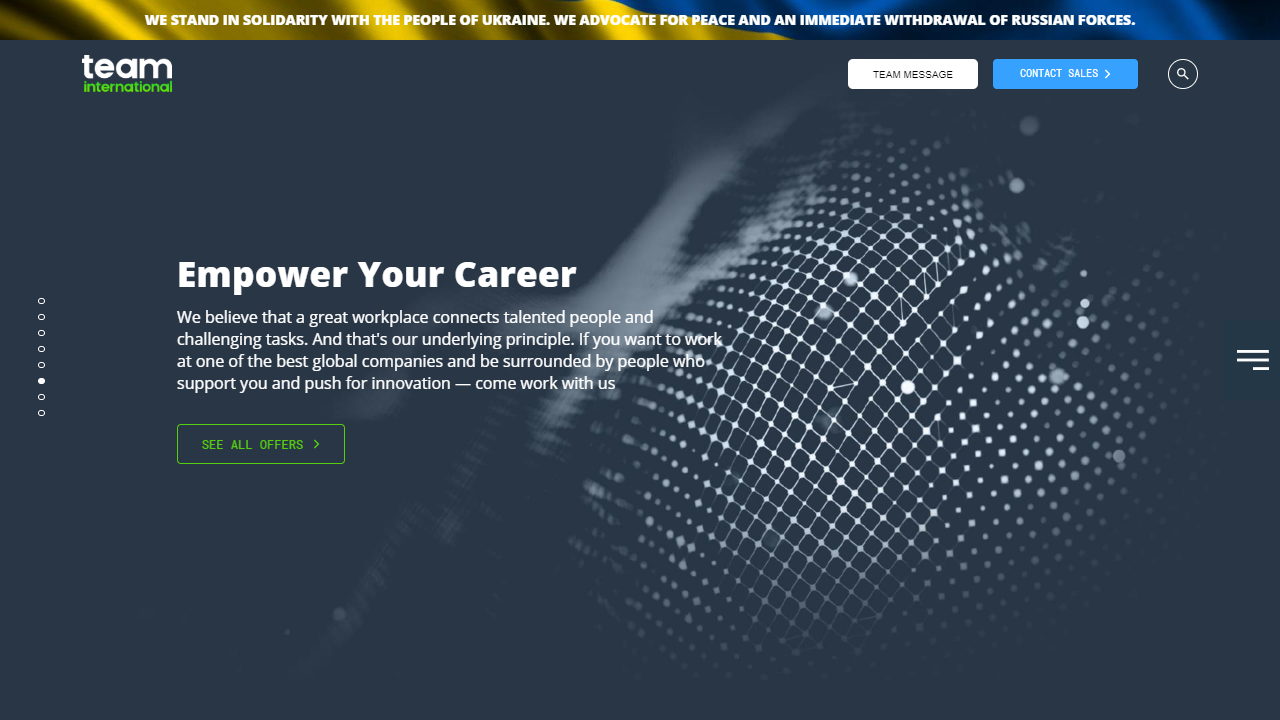 WE STAND IN SOLIDARITY WITH THE PEOPLE OF UKRAINE. WE ADVOCATE FOR PEACE AND AN IMMEDIATE WITHDRAWAL OF RUSSIAN FORCES.
team
international
TEAM MESSAGE
CONTACT SALES
Empower Your Career
We believe that a great workplace connects talented people and
challenging tasks. And that's our underlying principle. If you want to work
at one of the best global companies and be surrounded by people who
support you and push for innovation — come work with us
SEE ALL OFFERS